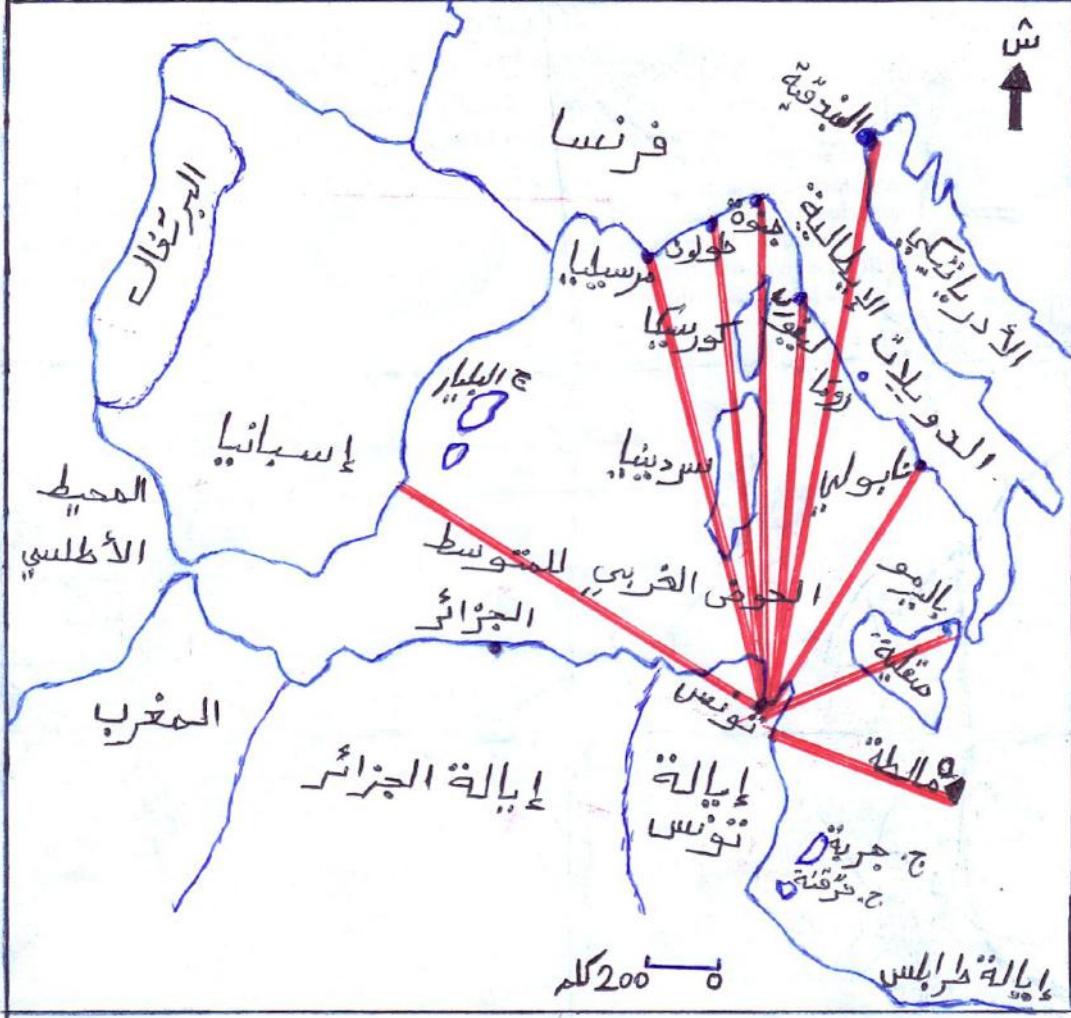 ش
البندقيّة
فرنسا
جنوة
طولون
مرسيليا
البرتغال
الأدرياتيكي
الدويلات الإيطالية
ليفورن
كورسيكا
روما
ج البليار
إسبانيا
سردينيا
نابولي
المحيط
الأطلسي
الحوض الغربي للمتوسط
باليرمو
الجزائر
صقلية
تونس
المغرب
مالطة
إيالة الجزائر
إيالة
تونس
ج. جربة
ج. قرقنة
200 كلم 0
إيالة طرابلس